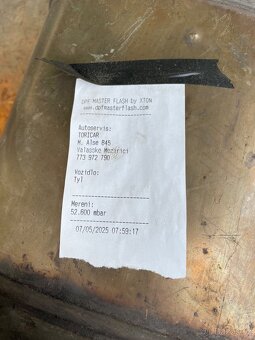 DPF MASTER FLASH by XTON
www.dpfmasterflash.com
------------------------
Autoservis:
TORICAR
M. Alse 845
Valasske Mezirici
773 972 790
Vozidlo:
1yl
------------------------
Mereni:
52.800 mbar
------------------------
07/05/2025 07:59:17